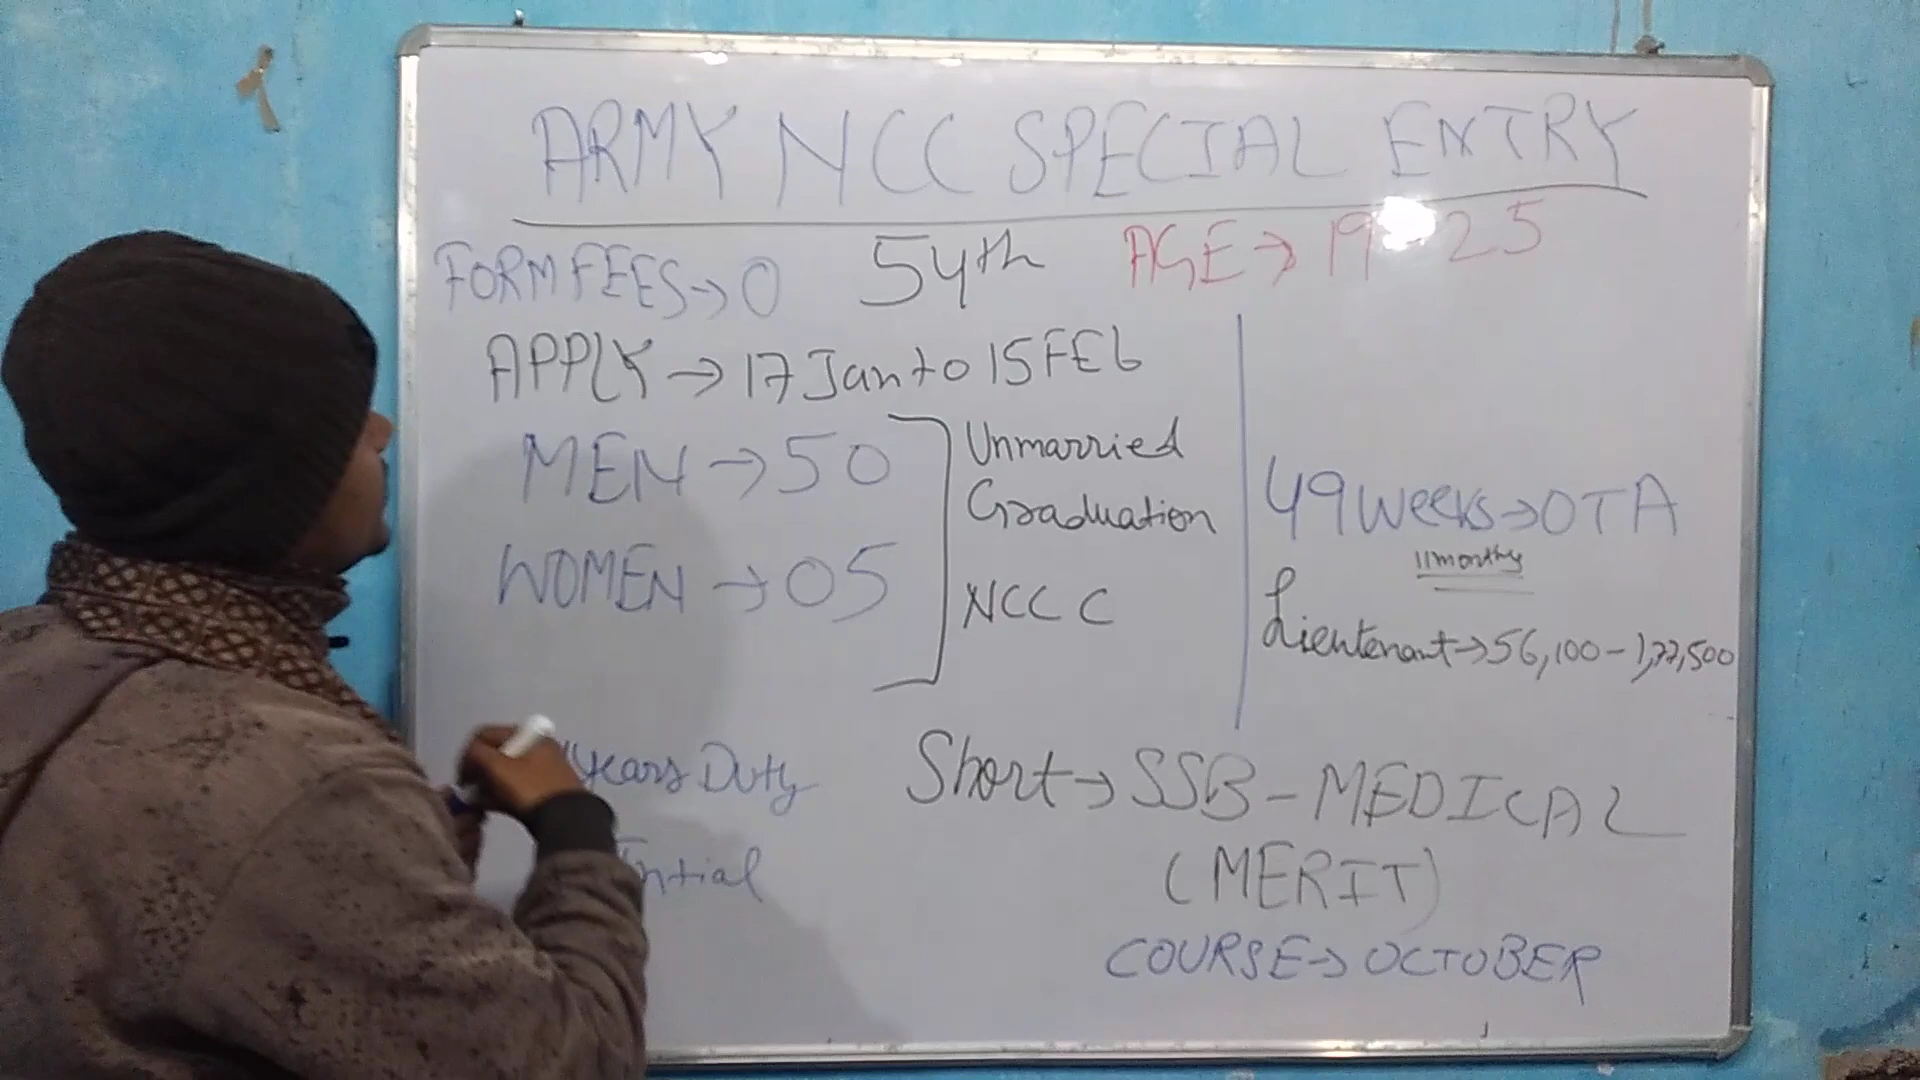 ARMY NCC SPECIAL ENTRY
FORM FEES → 0 54th AGE → 19-25
APPLY → 17 Jan to 15 FEb
MEN → 50
WOMEN → 05
Unmarried
Graduation
NCC C
49 Weeks → OTA
11 months
Lieutenant → 56,100 - 1,77,500
years Duty
Short → SSB - MEDICAL
(MERIT)
COURSE → OCTOBER